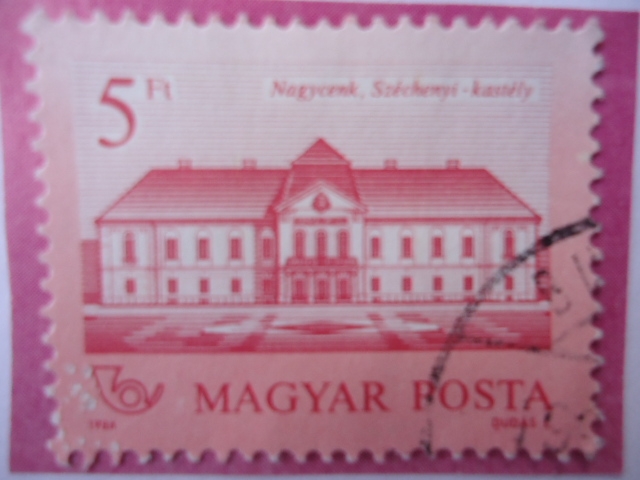 5 Ft
Nagycenk, Széchenyi-kastély
MAGYAR POSTA
1986
DUDÁS L.